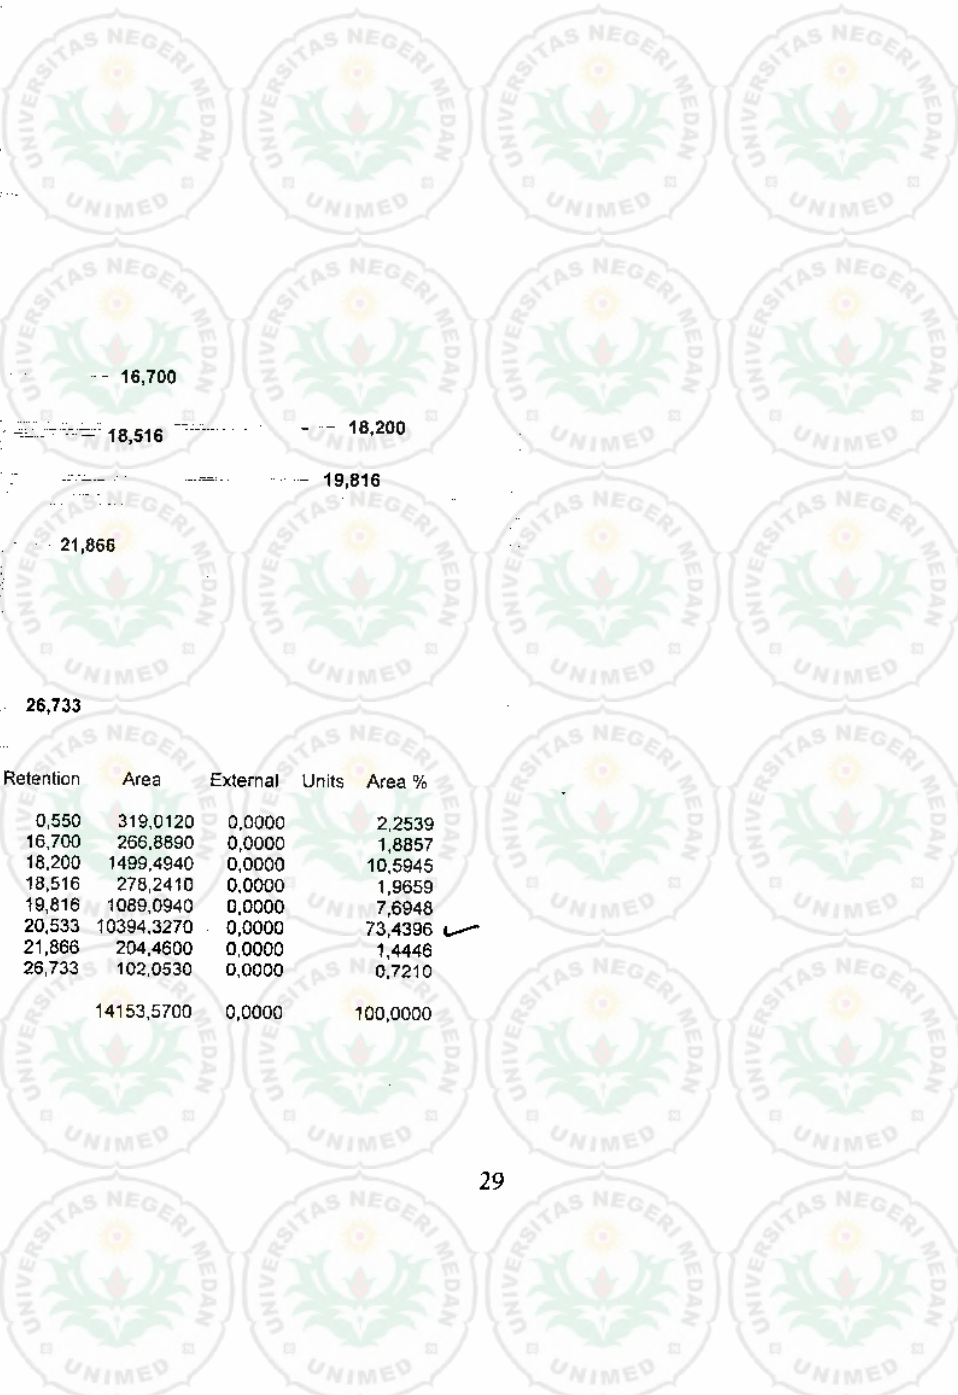 16,700
18,200
18,516
19,816
21,866
26,733
Retention Area External Units Area %
0,550 319,0120 0,0000 2,2539
16,700 266,8890 0,0000 1,8857
18,200 1499,4940 0,0000 10,5945
18,516 278,2410 0,0000 1,9659
19,816 1089,0940 0,0000 7,6948
20,533 10394,3270 0,0000 73,4396
21,866 204,4600 0,0000 1,4446
26,733 102,0530 0,0000 0,7210
14153,5700 0,0000 100,0000
29
UNIVERSITAS NEGERI MEDAN
UNIMED